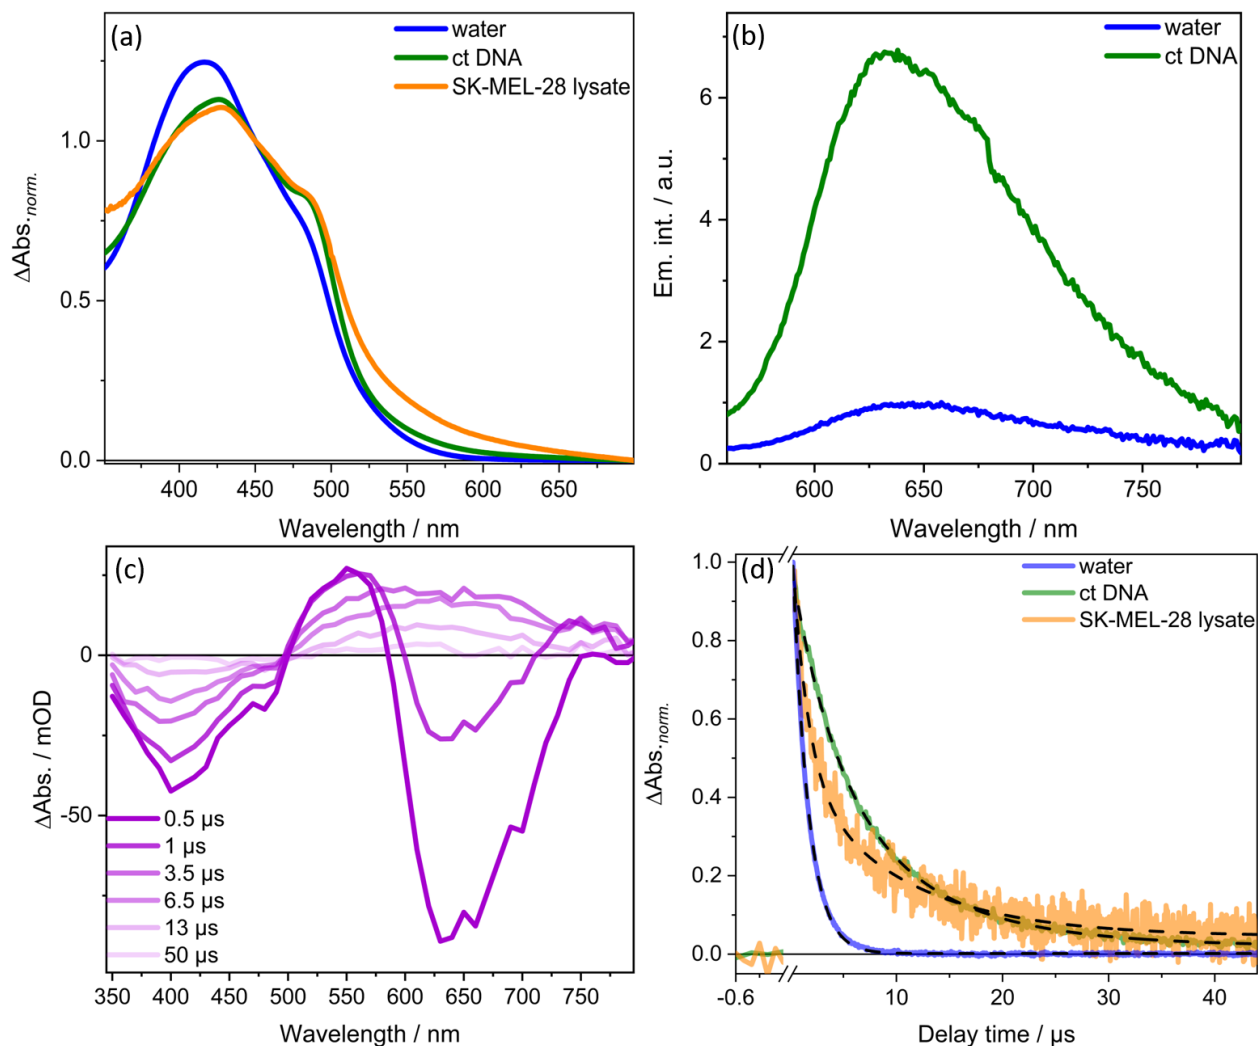 (a)
water
ct DNA
SK-MEL-28 lysate
ΔAbs.norm.
1.0
0.5
0.0
400 450 500 550 600 650
Wavelength / nm
(b)
water
ct DNA
Em. int. / a.u.
6
4
2
0
600 650 700 750
Wavelength / nm
(c)
ΔAbs. / mOD
0
-50
0.5 µs
1 µs
3.5 µs
6.5 µs
13 µs
50 µs
350 400 450 500 550 600 650 700 750
Wavelength / nm
(d)
water
ct DNA
SK-MEL-28 lysate
ΔAbs.norm.
1.0
0.8
0.6
0.4
0.2
0.0
-0.6 10 20 30 40
Delay time / µs